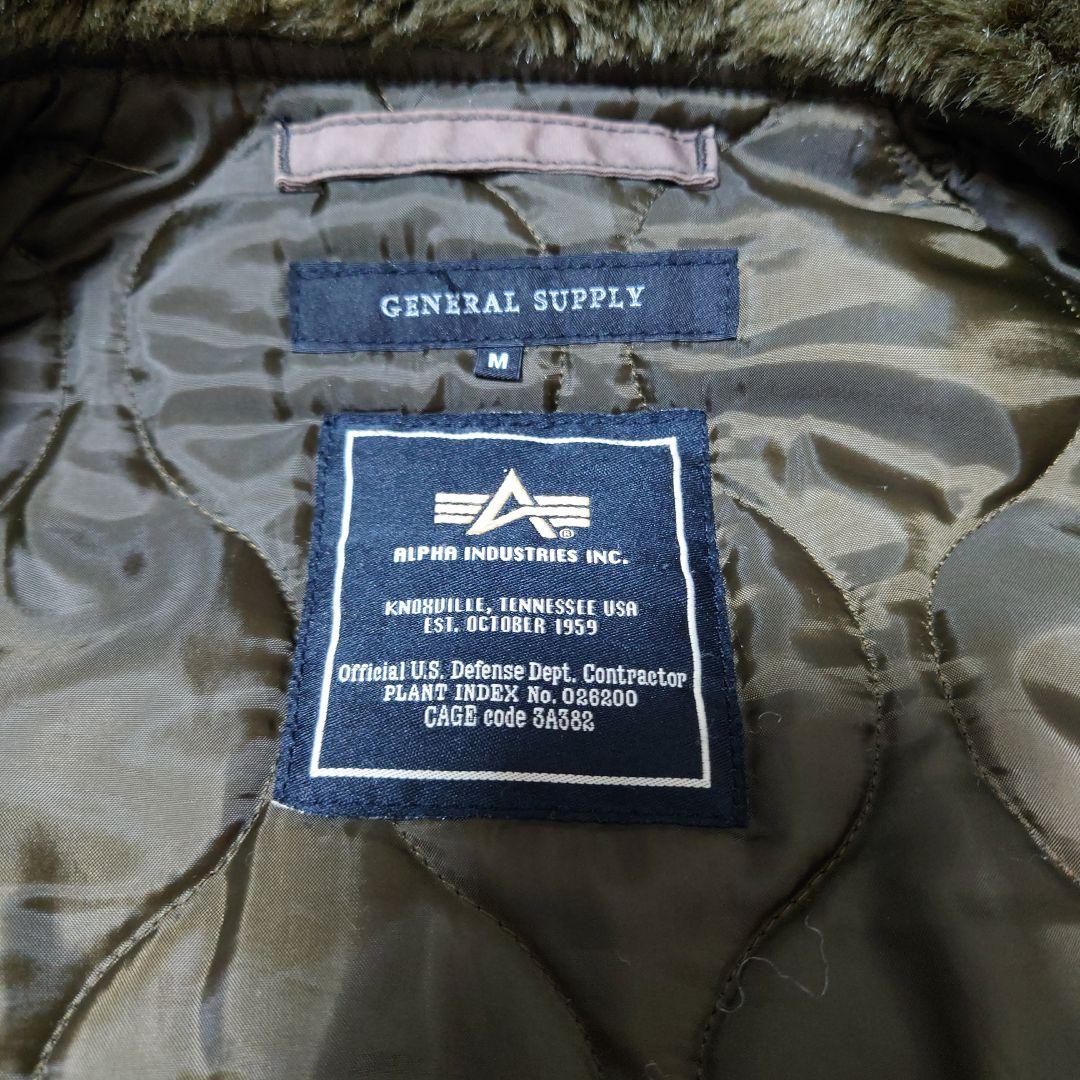 GENERAL SUPPLY
M
ALPHA INDUSTRIES INC.
KNOXVILLE, TENNESSEE USA
EST. OCTOBER 1959
Official U.S. Defense Dept. Contractor
PLANT INDEX No. 026200
CAGE code 3A382